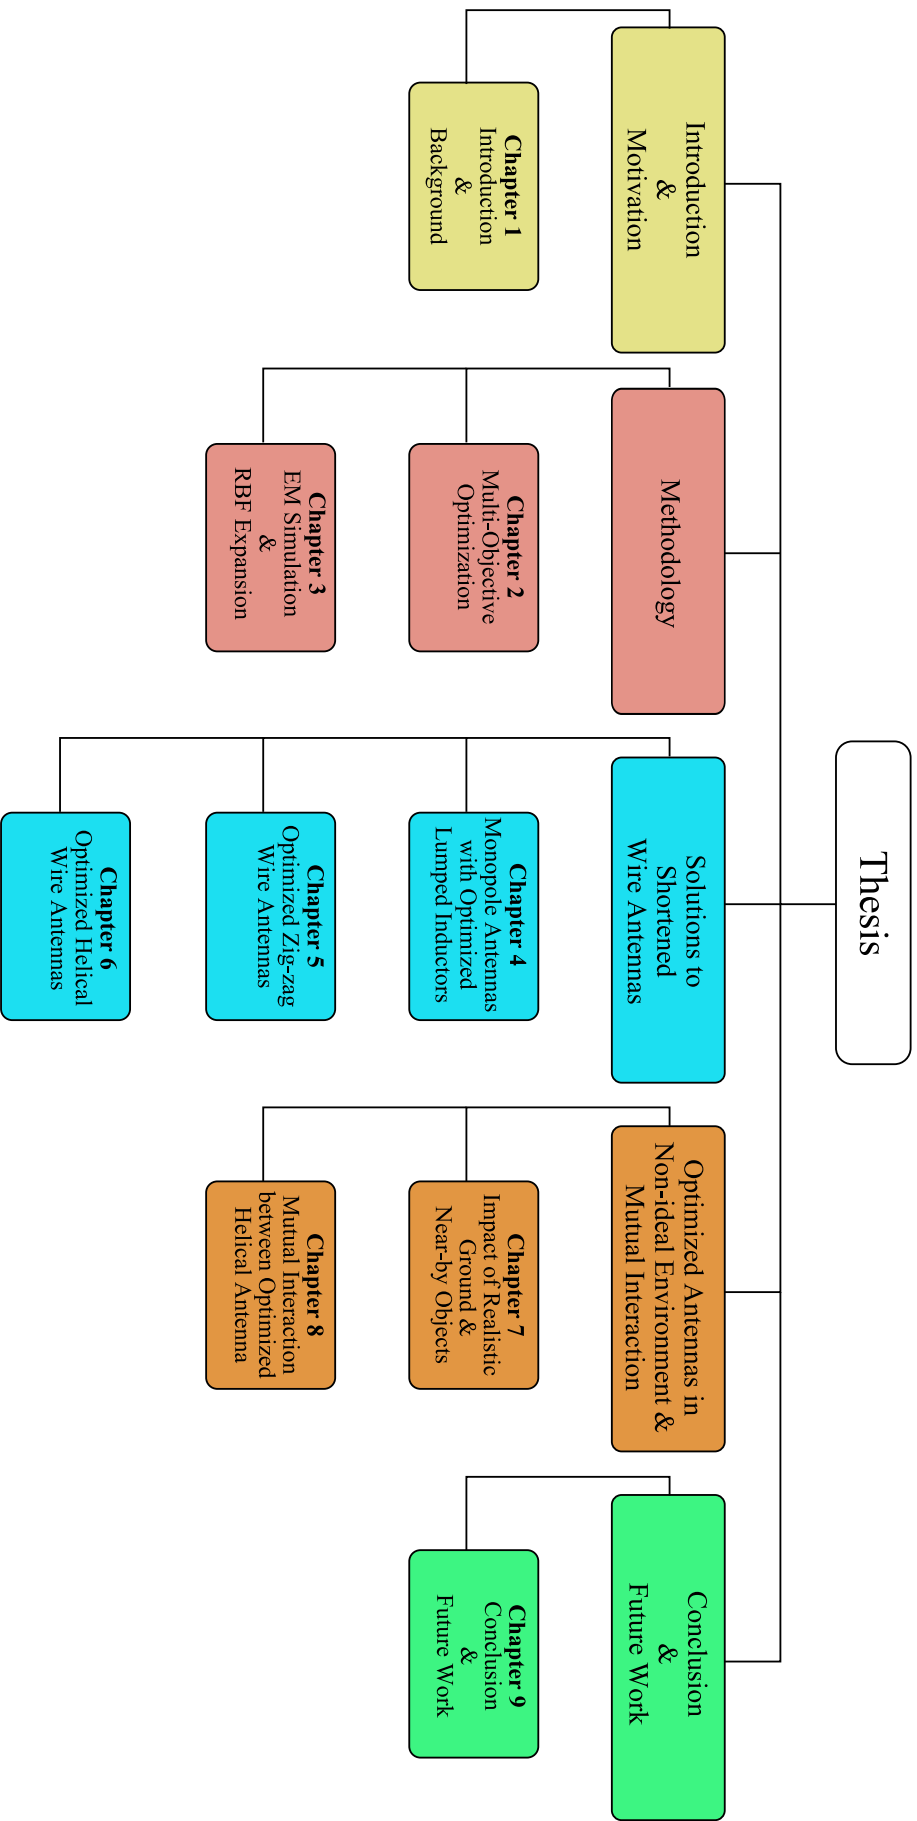 Thesis
Introduction
&
Motivation
Chapter 1
Introduction
&
Background
Methodology
Chapter 2
Multi-Objective
Optimization
Chapter 3
EM Simulation
&
RBF Expansion
Solutions to
Shortened
Wire Antennas
Chapter 4
Monopole Antennas
with Optimized
Lumped Inductors
Chapter 5
Optimized Zig-zag
Wire Antennas
Chapter 6
Optimized Helical
Wire Antennas
Optimized Antennas in
Non-ideal Environment &
Mutual Interaction
Chapter 7
Impact of Realistic
Ground &
Near-by Objects
Chapter 8
Mutual Interaction
between Optimized
Helical Antenna
Conclusion
&
Future Work
Chapter 9
Conclusion
&
Future Work